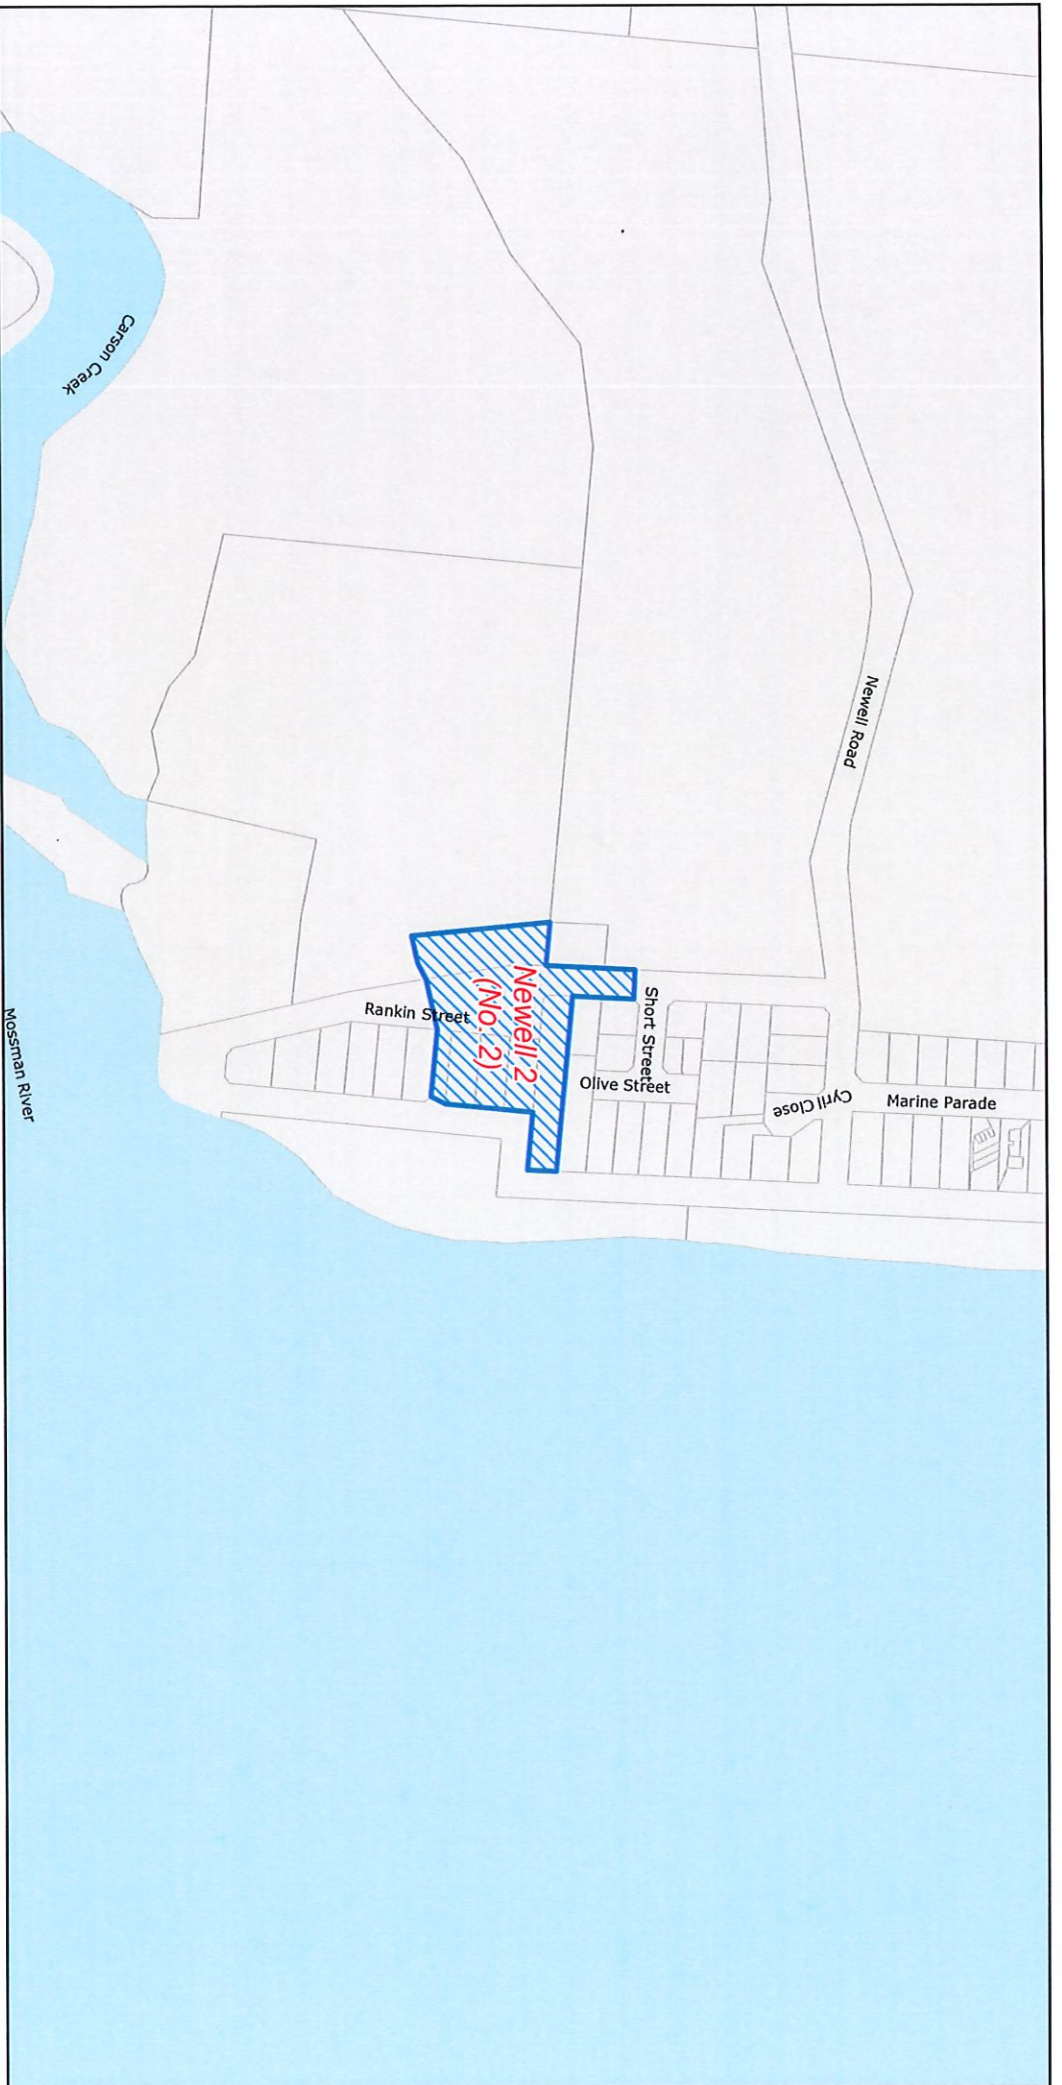 Carson Creek
Newell Road
Short Street
Newell 2
(No. 2)
Rankin Street
Olive Street
Cyril Close
Marine Parade
Mossman River